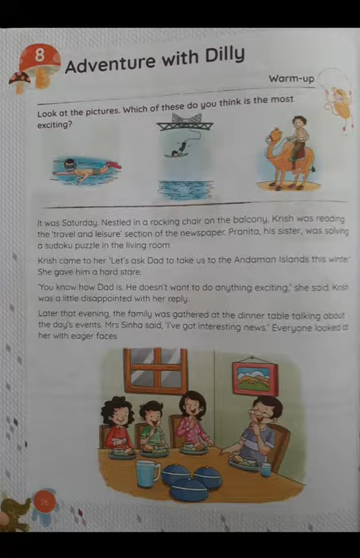 8
Adventure with Dilly
Warm-up
Look at the pictures. Which of these do you think is the most
exciting?
It was Saturday. Nestled in a rocking chair on the balcony, Krish was reading
the 'travel and leisure' section of the newspaper. Pranita, his sister, was solving
a sudoku puzzle in the living room.
Krish came to her. 'Let's ask Dad to take us to the Andaman Islands this winter.'
She gave him a hard stare.
'You know how Dad is. He doesn't want to do anything exciting,' she said. Krish
was a little disappointed with her reply.
Later that evening, the family was gathered at the dinner table talking about
the day's events. Mrs Sinha said, 'I've got interesting news.' Everyone looked at
her with eager faces.